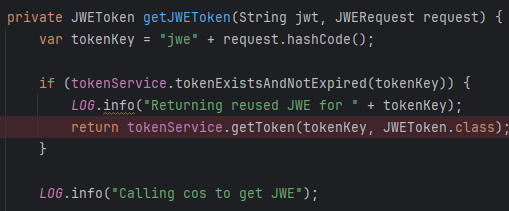 private JWEToken getJWEToken(String jwt, JWERequest request) {
var tokenKey = "jwe" + request.hashCode();
if (tokenService.tokenExistsAndNotExpired(tokenKey)) {
LOG.info("Returning reused JWE for " + tokenKey);
return tokenService.getToken(tokenKey, JWEToken.class);
}
LOG.info("Calling cos to get JWE");